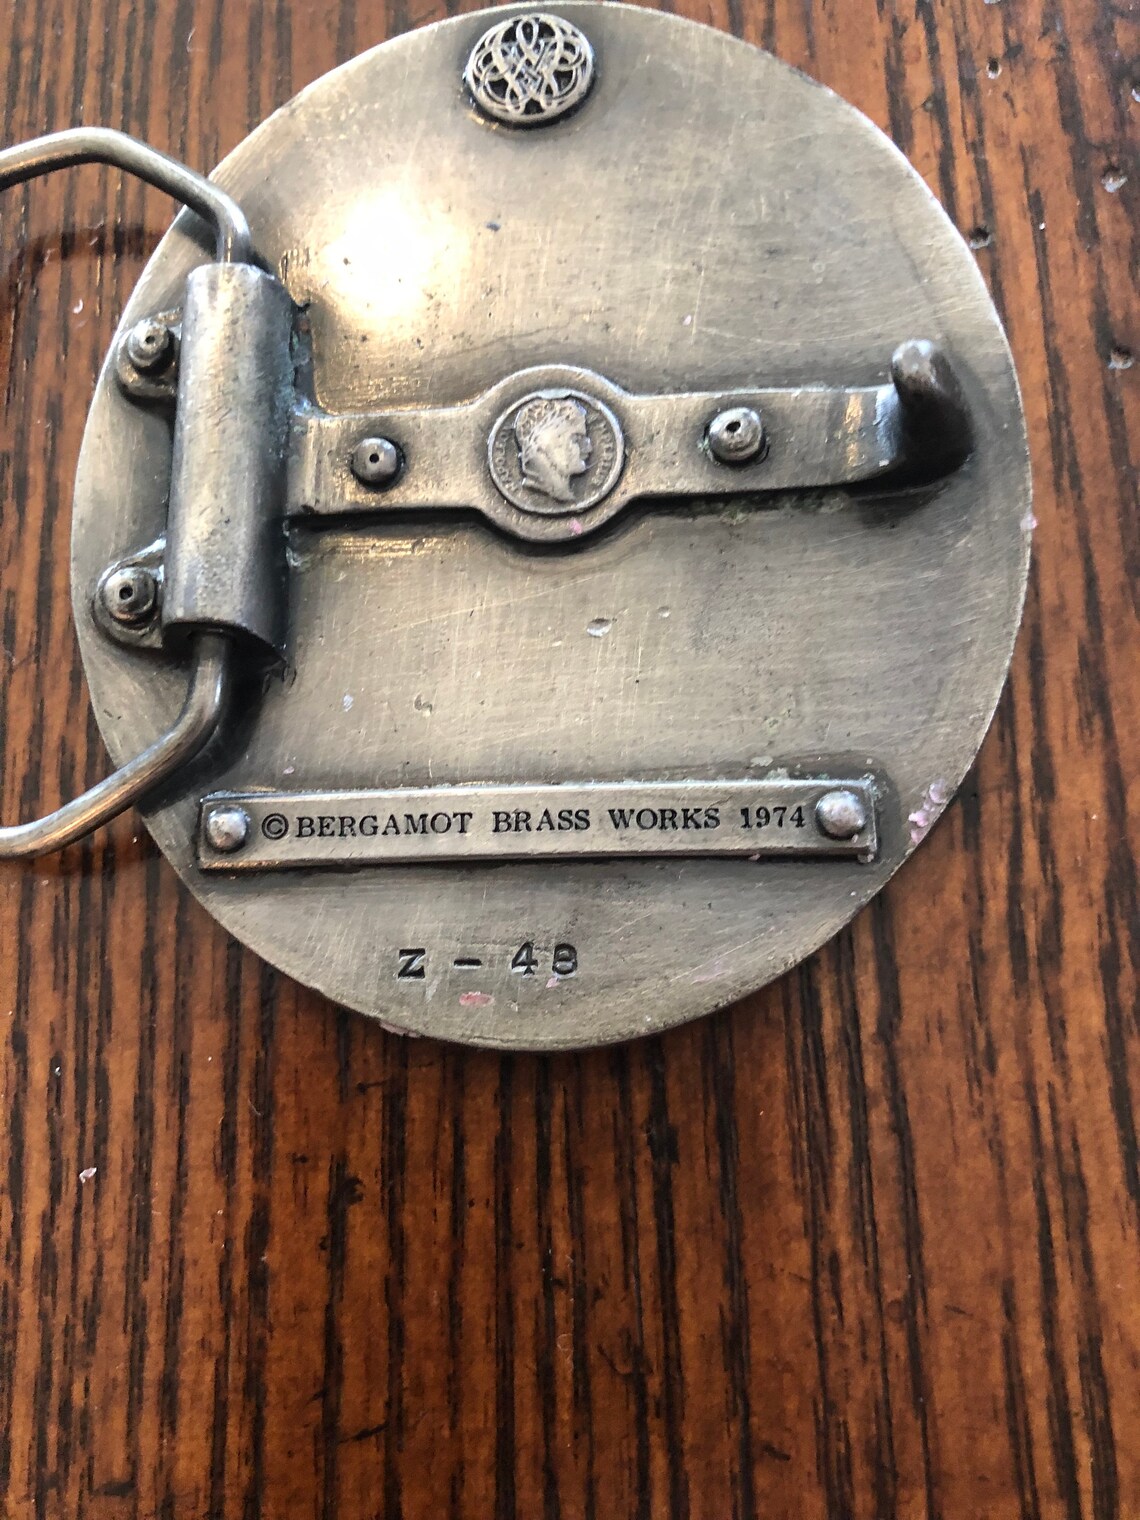 ©BERGAMOT BRASS WORKS 1974
Z - 48